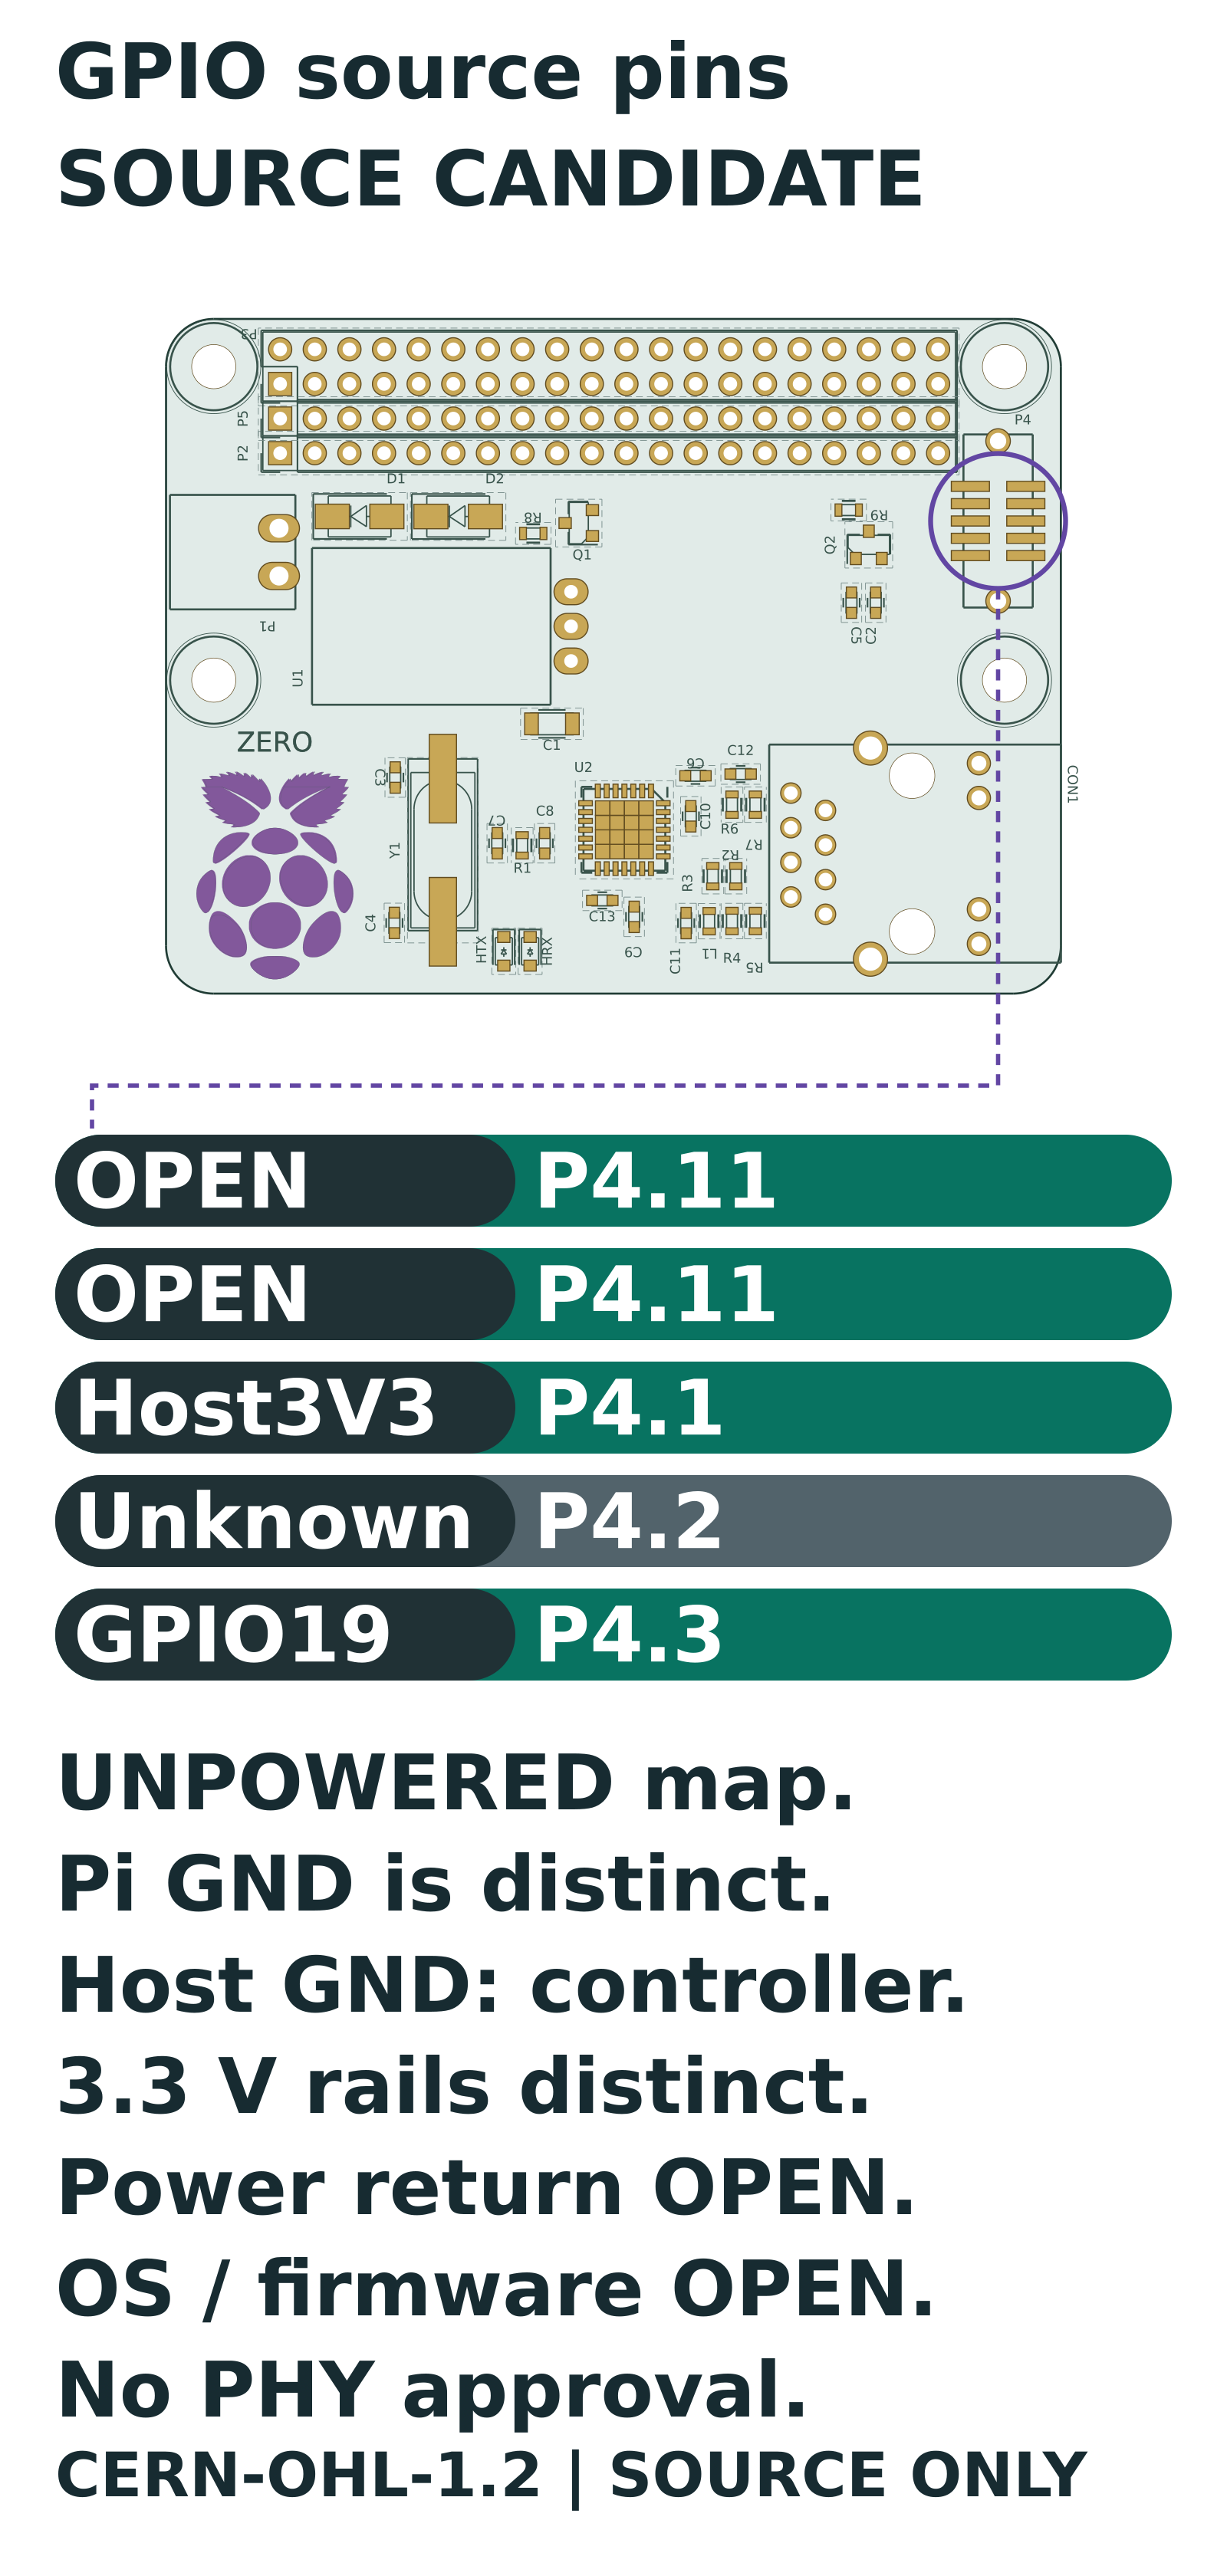 GPIO source pins
SOURCE CANDIDATE
P3
P4
P5
P2
D1 D2
R8
R9
Q1
Q2
P1
C5 C2
U1
C1
ZERO
U2
C6
C12
CON1
C3
C10
C7
C8
R6
R7
Y1
R1
R2
R3
C4
C13
HTX
HRX
C9
C11
L1
R4
R5
OPEN P4.11
OPEN P4.11
Host3V3 P4.1
Unknown P4.2
GPIO19 P4.3
UNPOWERED map.
Pi GND is distinct.
Host GND: controller.
3.3 V rails distinct.
Power return OPEN.
OS / firmware OPEN.
No PHY approval.
CERN-OHL-1.2 | SOURCE ONLY